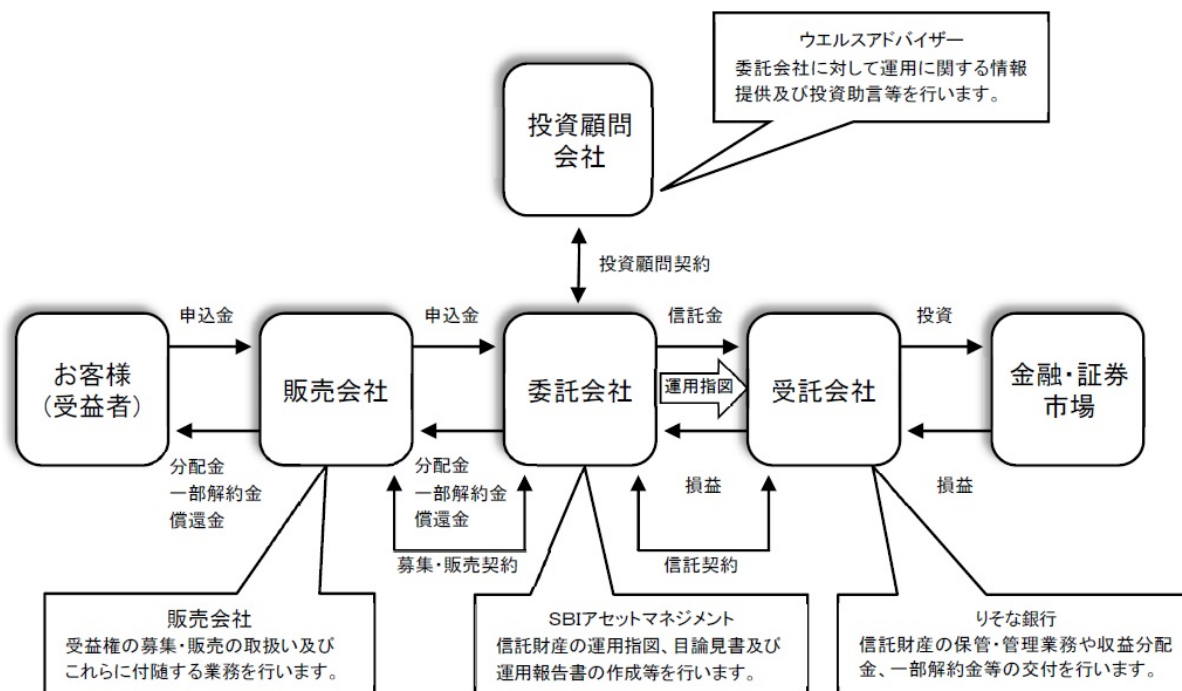 ウエルスアドバイザー
委託会社に対して運用に関する情報
提供及び投資助言等を行います。
投資顧問
会社
投資顧問契約
申込金
申込金
信託金
投資
お客様
(受益者)
販売会社
委託会社
運用指図
受託会社
金融・証券
市場
分配金
一部解約金
償還金
分配金
一部解約金
償還金
損益
損益
募集・販売契約
信託契約
販売会社
受益権の募集・販売の取扱い及び
これらに付随する業務を行います。
SBIアセットマネジメント
信託財産の運用指図、目論見書及び
運用報告書の作成等を行います。
りそな銀行
信託財産の保管・管理業務や収益分配
金、一部解約金等の交付を行います。